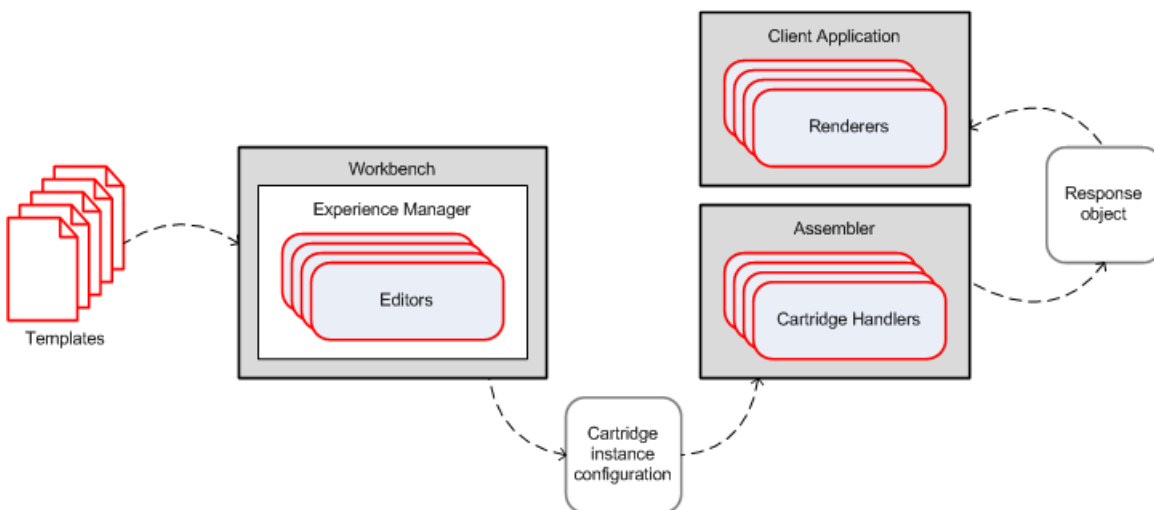 Templates
Workbench
Experience Manager
Editors
Cartridge
instance
configuration
Client Application
Renderers
Assembler
Cartridge Handlers
Response
object